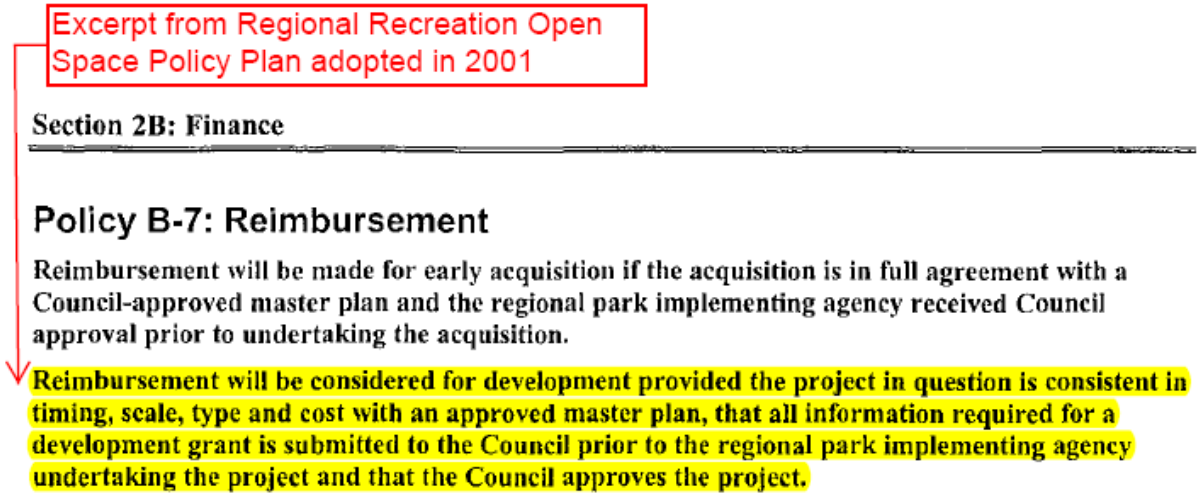 Excerpt from Regional Recreation Open
Space Policy Plan adopted in 2001
Section 2B: Finance
Policy B-7: Reimbursement
Reimbursement will be made for early acquisition if the acquisition is in full agreement with a
Council-approved master plan and the regional park implementing agency received Council
approval prior to undertaking the acquisition.
Reimbursement will be considered for development provided the project in question is consistent in
timing, scale, type and cost with an approved master plan, that all information required for a
development grant is submitted to the Council prior to the regional park implementing agency
undertaking the project and that the Council approves the project.